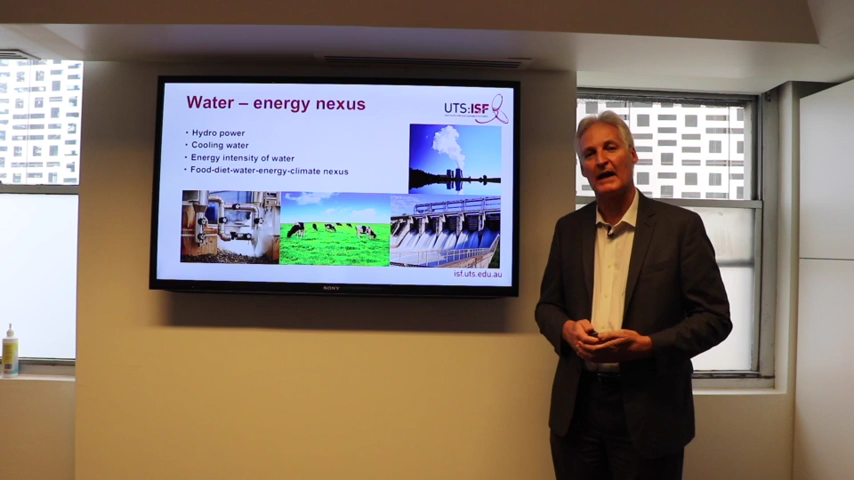 Water – energy nexus
UTS:ISF
• Hydro power
• Cooling water
• Energy intensity of water
• Food-diet-water-energy-climate nexus
isf.uts.edu.au
SONY